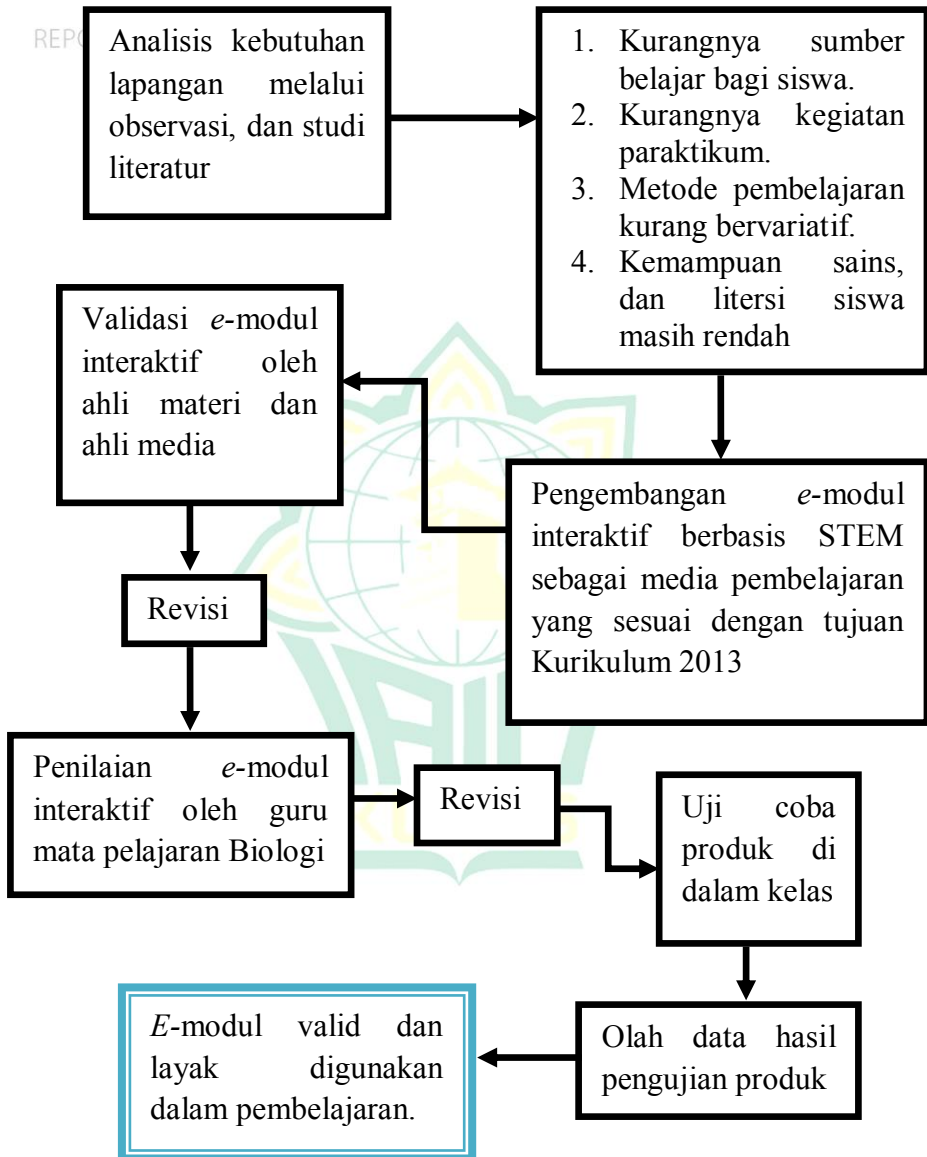 REPO
Analisis kebutuhan
lapangan melalui
observasi, dan studi
literatur
1. Kurangnya sumber
belajar bagi siswa.
2. Kurangnya kegiatan
paraktikum.
3. Metode pembelajaran
kurang bervariatif.
4. Kemampuan sains,
dan litersi siswa
masih rendah
Pengembangan e-modul
interaktif berbasis STEM
sebagai media pembelajaran
yang sesuai dengan tujuan
Kurikulum 2013
Validasi e-modul
interaktif oleh
ahli materi dan
ahli media
Revisi
Penilaian e-modul
interaktif oleh guru
mata pelajaran Biologi
Revisi
Uji coba
produk di
dalam kelas
Olah data hasil
pengujian produk
E-modul valid dan
layak digunakan
dalam pembelajaran.